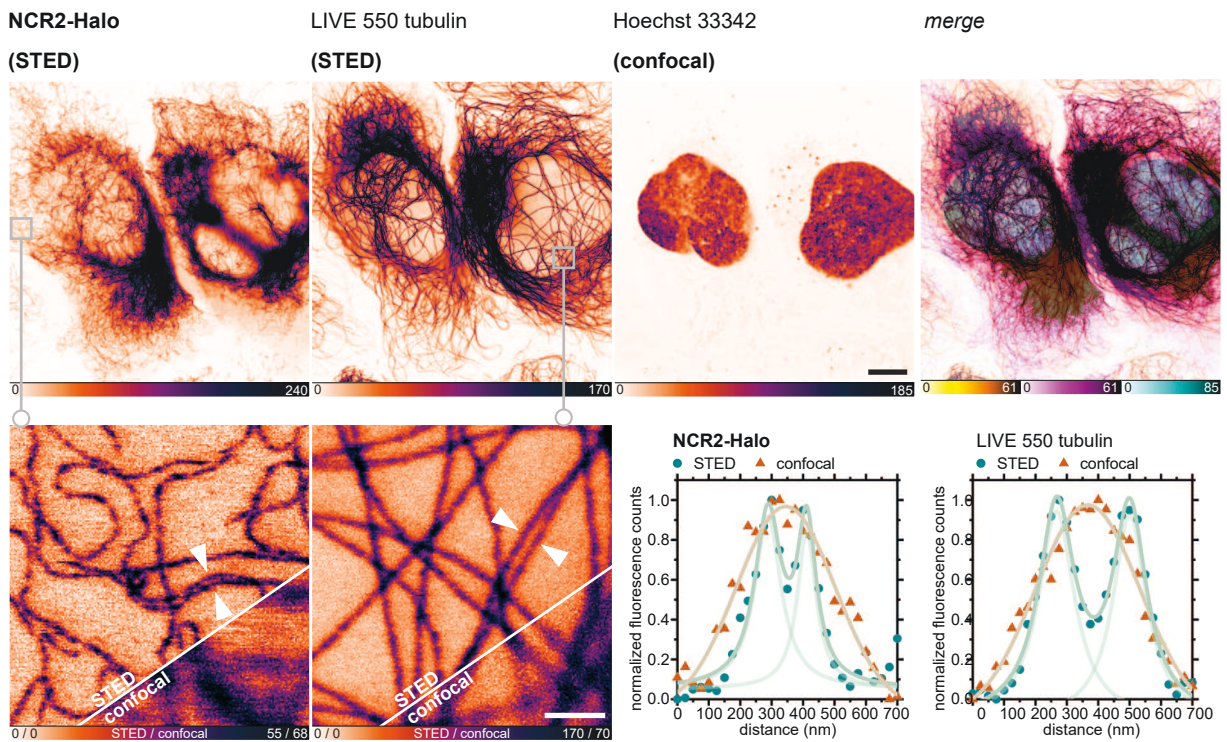 NCR2-Halo LIVE 550 tubulin Hoechst 33342 merge
(STED) (STED) (confocal)
0 240 0 170 0 185 0 61 0 61 0 85
NCR2-Halo LIVE 550 tubulin
STED confocal STED confocal
normalized fluorescence counts
1.0
0.8
0.6
0.4
0.2
0.0
0 100 200 300 400 500 600 700
distance (nm)
normalized fluorescence counts
1.0
0.8
0.6
0.4
0.2
0.0
0 100 200 300 400 500 600 700
distance (nm)
STED
confocal
STED
confocal
0 / 0 STED / confocal 55 / 68 0 / 0 STED / confocal 170 / 70